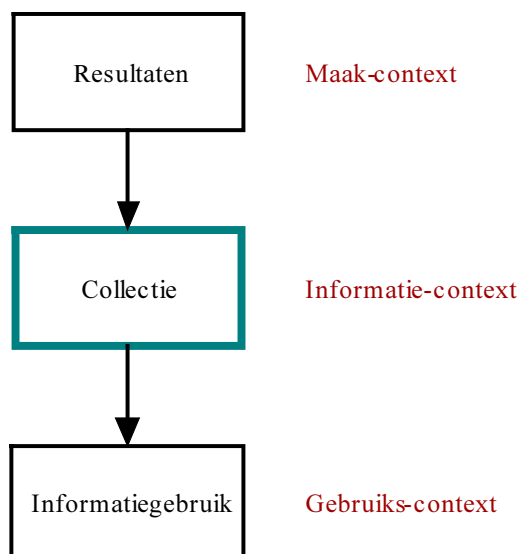 Resultaten Maak-context
Collectie Informatie-context
Informatiegebruik Gebruiks-context